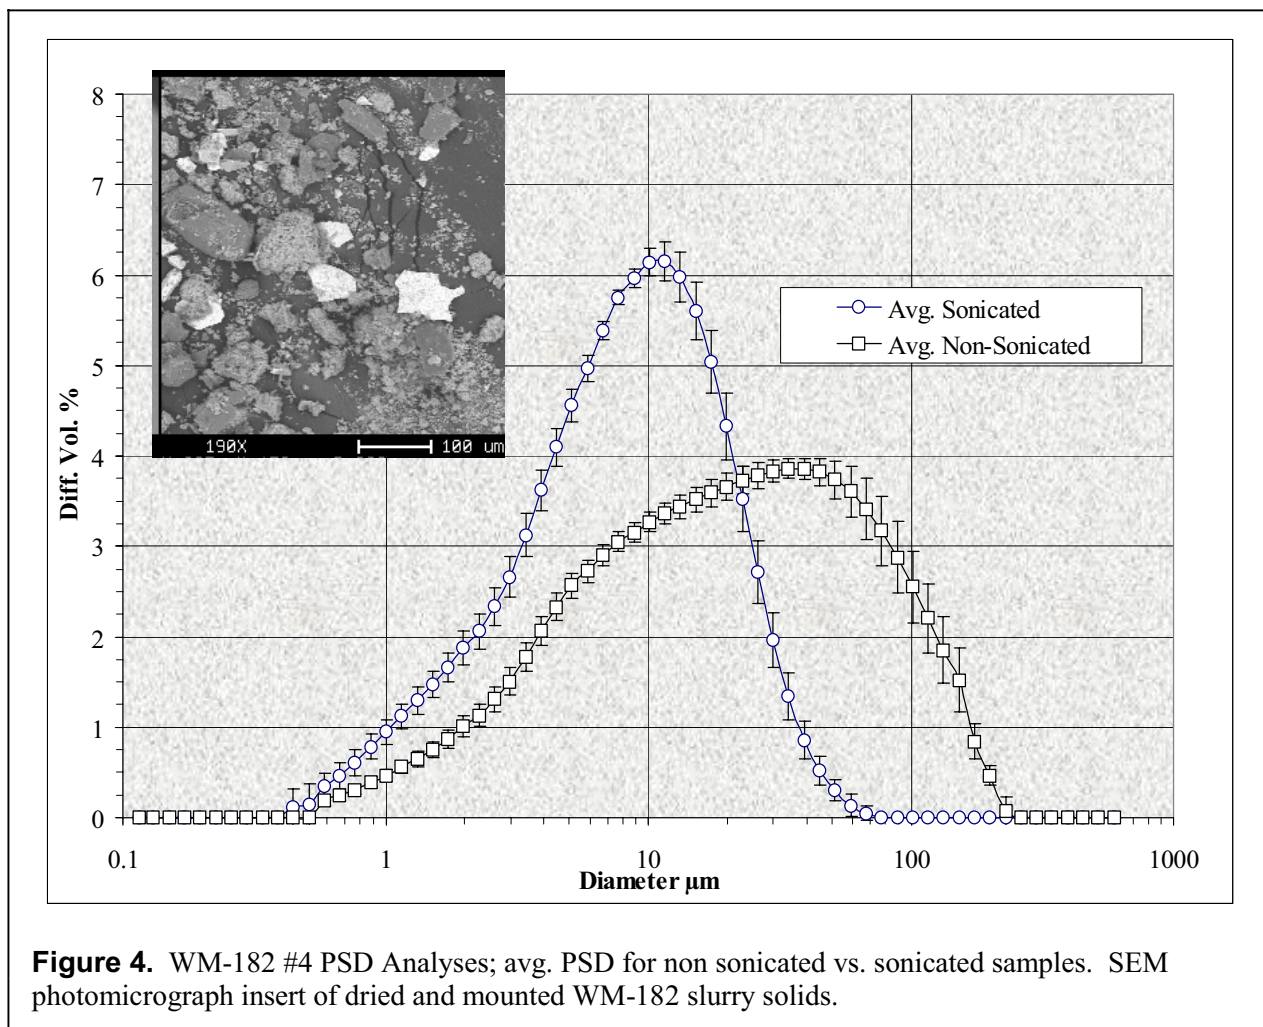 8
7
6
5
4
3
2
1
0
Diff. Vol. %
190X 100 um
Avg. Sonicated
Avg. Non-Sonicated
0.1 1 10 100 1000
Diameter µm
Figure 4. WM-182 #4 PSD Analyses; avg. PSD for non sonicated vs. sonicated samples. SEM
photomicrograph insert of dried and mounted WM-182 slurry solids.